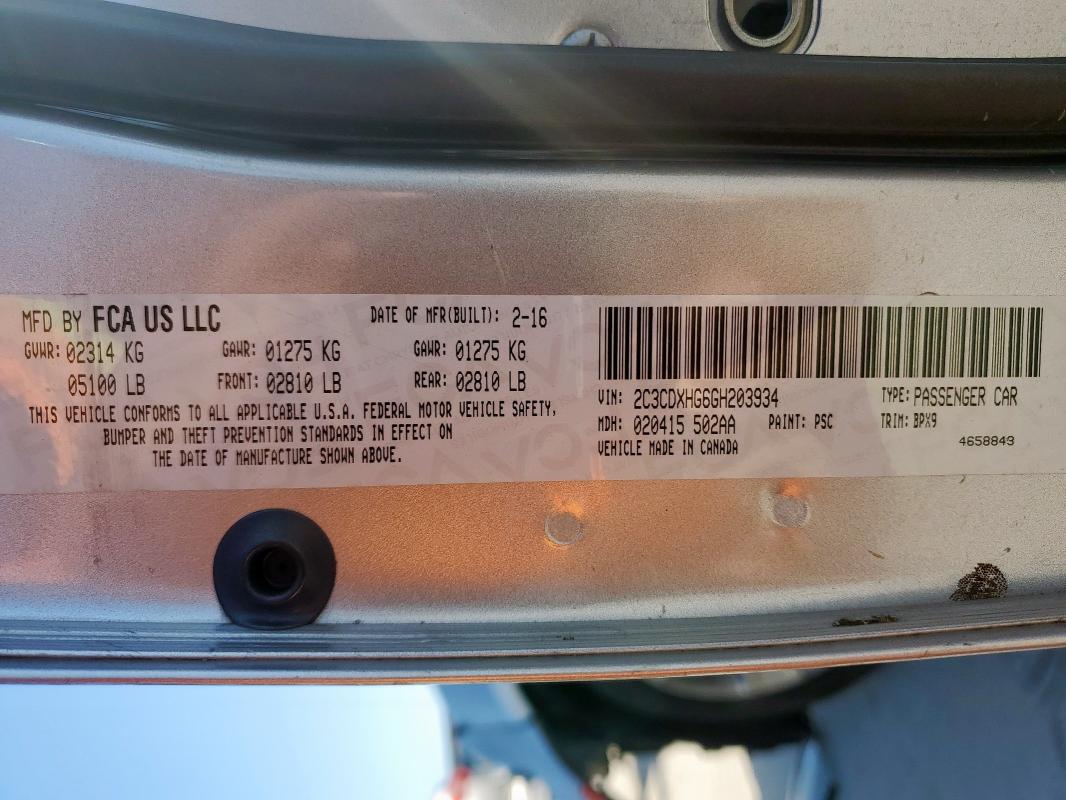 MFD BY FCA US LLC DATE OF MFR(BUILT): 2-16
GVWR: 02314 KG GAWR: 01275 KG GAWR: 01275 KG
05100 LB FRONT: 02810 LB REAR: 02810 LB
THIS VEHICLE CONFORMS TO ALL APPLICABLE U.S.A. FEDERAL MOTOR VEHICLE SAFETY,
BUMPER AND THEFT PREVENTION STANDARDS IN EFFECT ON
THE DATE OF MANUFACTURE SHOWN ABOVE.
VIN: 2C3CDXHG6GH203934 TYPE: PASSENGER CAR
MDH: 020415 502AA PAINT: PSC TRIM: BPX9
VEHICLE MADE IN CANADA 4658843